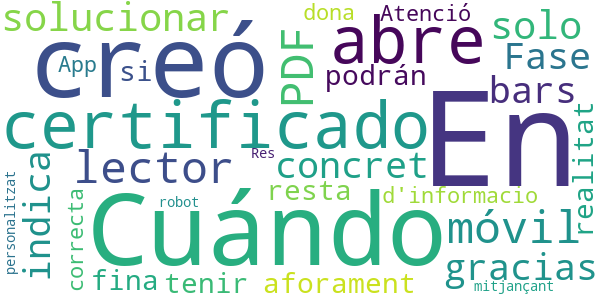 solucionar
dona
Atenció
creó
abre
solo
App
si
PDF
podrán
Fase
bars
certificado
En
lector
Res
concret
indica
personalitzat
correcta
robot
resta
d'informacio
realitat
Cuándo
móvil
fina
tenir
aforament
gracias
mitjançant